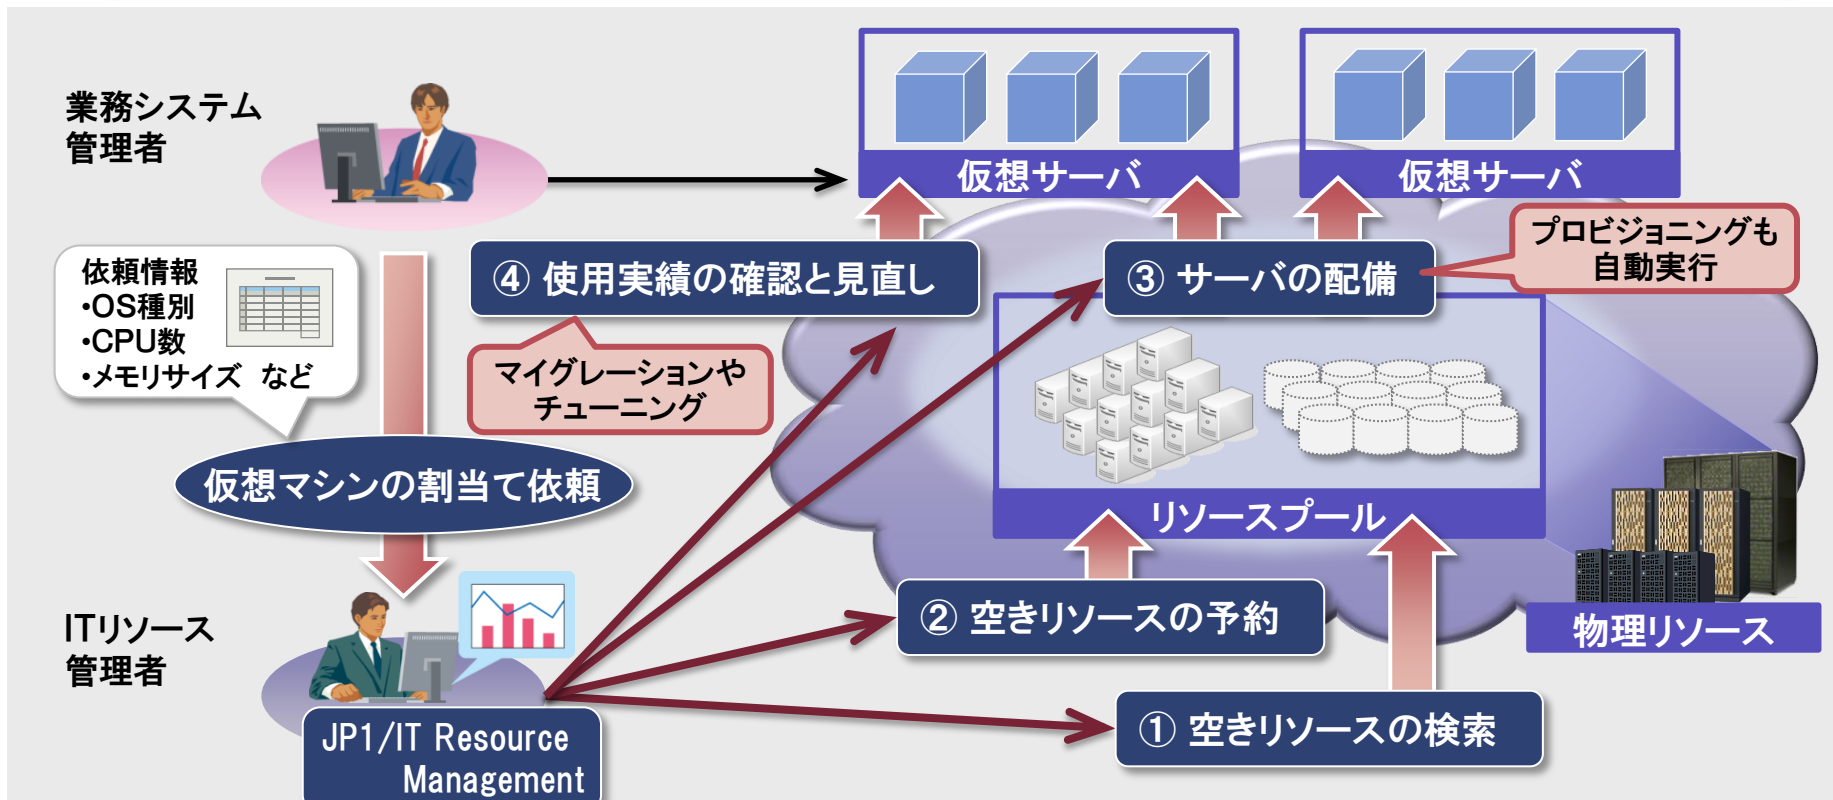 業務システム
管理者
仮想サーバ
仮想サーバ
依頼情報
•OS種別
•CPU数
•メモリサイズ など
④ 使用実績の確認と見直し
③ サーバの配備
プロビジョニングも
自動実行
マイグレーションや
チューニング
仮想マシンの割当て依頼
リソースプール
ITリソース
管理者
② 空きリソースの予約
物理リソース
① 空きリソースの検索
JP1/IT Resource
Management